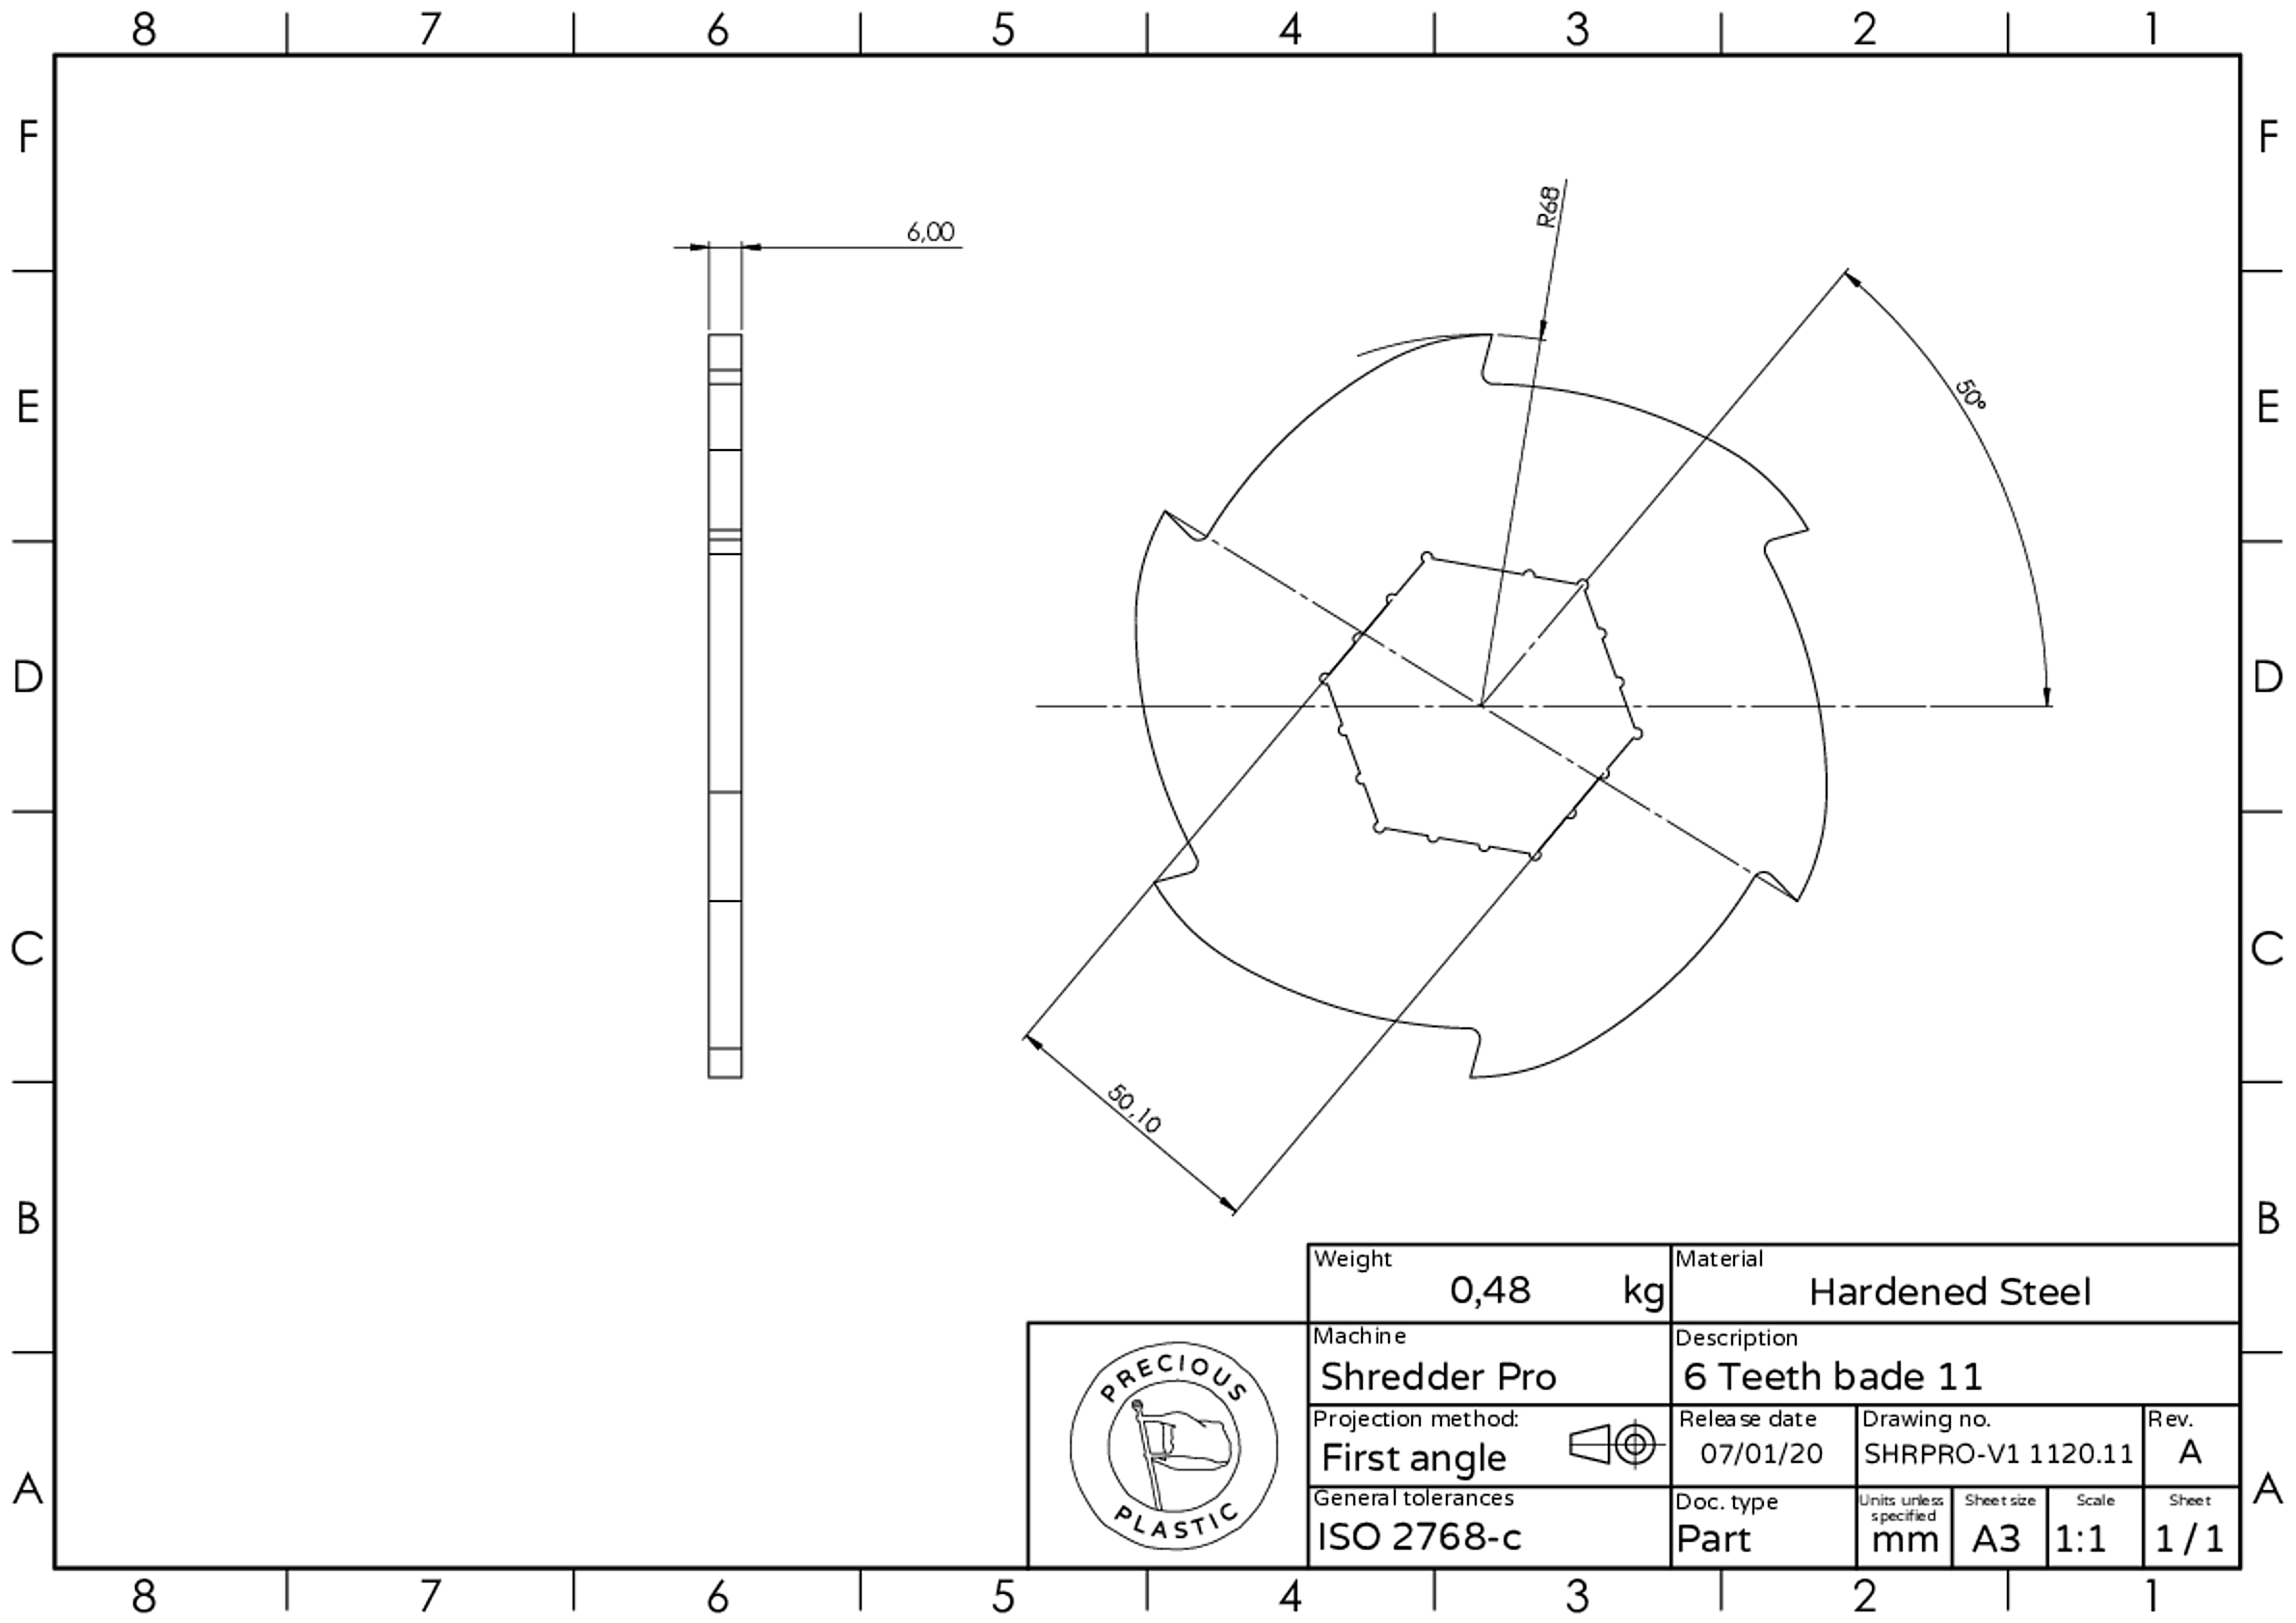 8 7 6 5 4 3 2 1
F F
E E
D D
C C
B B
A A
6,00
R68
50°
50,10
Weight
0,48 kg
Material
Hardened Steel
PRECIOUS
PLASTIC
Machine
Shredder Pro
Description
6 Teeth bade 11
Projection method:
First angle
Release date
07/01/20
Drawing no.
SHRPRO-V1 1120.11
Rev.
A
General tolerances
ISO 2768-c
Doc. type
Part
Units unless
specified
mm
Sheet size
A3
Scale
1:1
Sheet
1 / 1
8 7 6 5 4 3 2 1